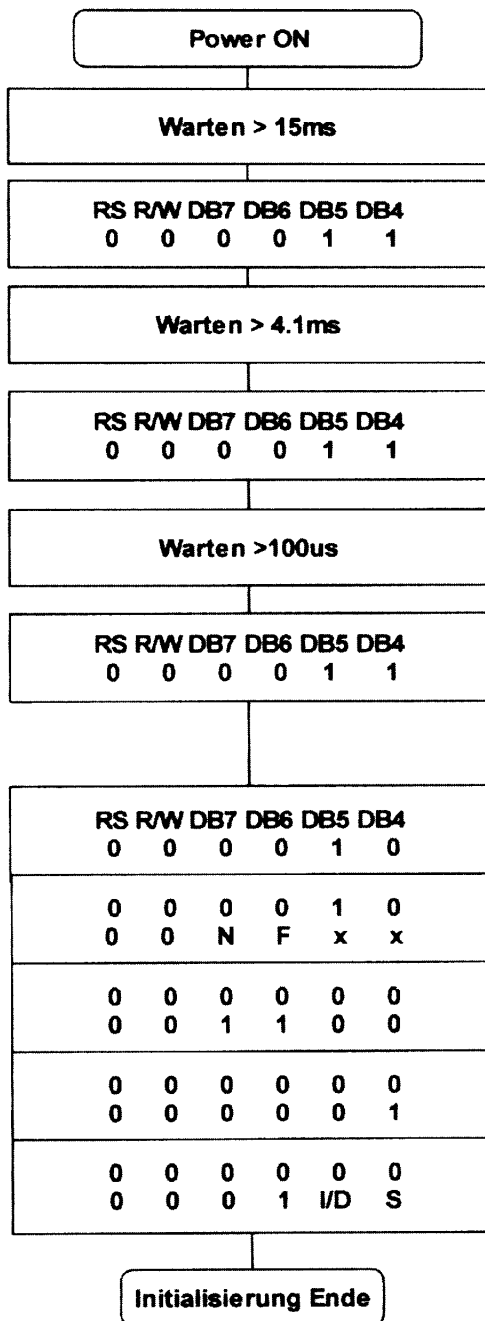 Power ON
Warten > 15ms
RS R/W DB7 DB6 DB5 DB4
0 0 0 0 1 1
Warten > 4.1ms
RS R/W DB7 DB6 DB5 DB4
0 0 0 0 1 1
Warten >100us
RS R/W DB7 DB6 DB5 DB4
0 0 0 0 1 1
RS R/W DB7 DB6 DB5 DB4
0 0 0 0 1 0
0 0 0 0 1 0
0 0 N F x x
0 0 0 0 0 0
0 0 1 1 0 0
0 0 0 0 0 0
0 0 0 0 0 1
0 0 0 0 0 0
0 0 0 1 I/D S
Initialisierung Ende